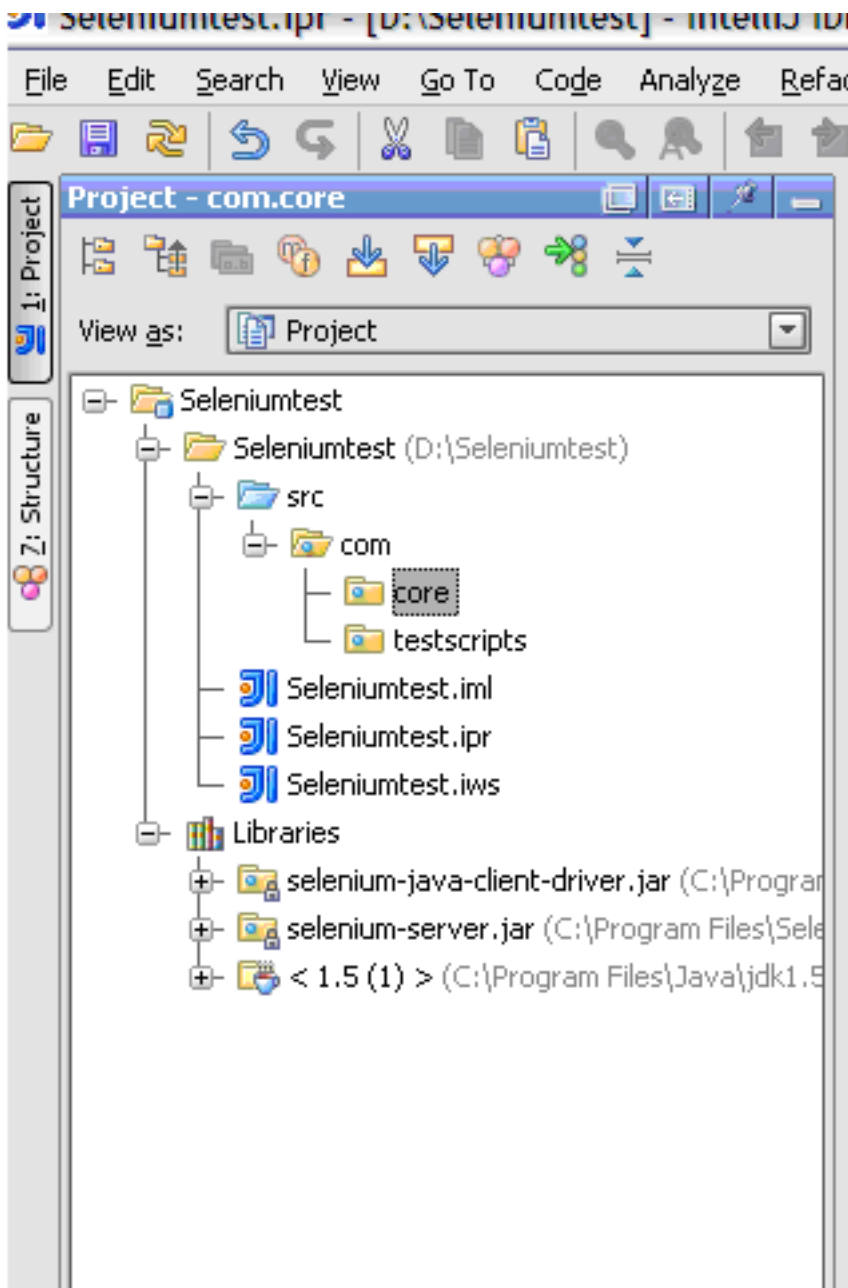 Seleniumtest.ipr - [D:\Seleniumtest] - IntelliJ
File Edit Search View Go To Code Analyze Refac
1: Project
7: Structure
Project - com.core
View as: Project
Seleniumtest
Seleniumtest (D:\Seleniumtest)
src
com
core
testscripts
Seleniumtest.iml
Seleniumtest.ipr
Seleniumtest.iws
Libraries
selenium-java-client-driver.jar (C:\Program
selenium-server.jar (C:\Program Files\Sele
< 1.5 (1) > (C:\Program Files\Java\jdk1.5